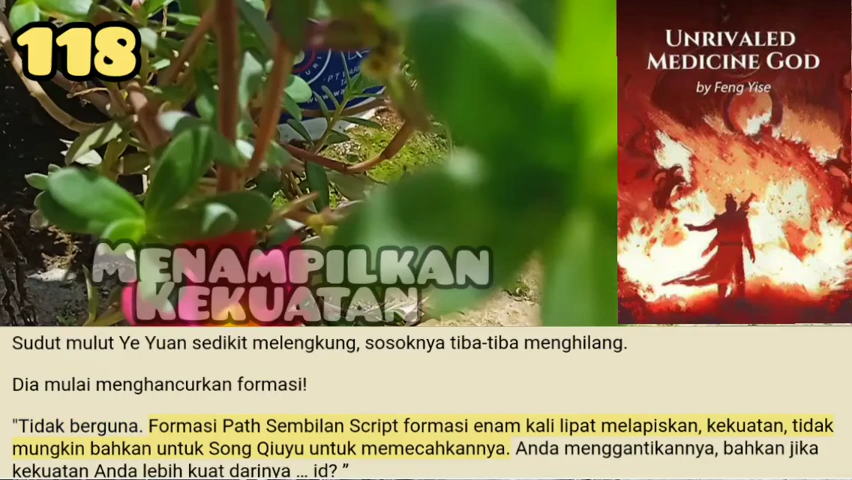 118
UNRIVALED
MEDICINE GOD
by Feng Yise
MENAMPILKAN
KEKUATAN
Sudut mulut Ye Yuan sedikit melengkung, sosoknya tiba-tiba menghilang.
Dia mulai menghancurkan formasi!
"Tidak berguna. Formasi Path Sembilan Script formasi enam kali lipat melapiskan, kekuatan, tidak
mungkin bahkan untuk Song Qiuyu untuk memecahkannya. Anda menggantikannya, bahkan jika
kekuatan Anda lebih kuat darinya ... id? ”